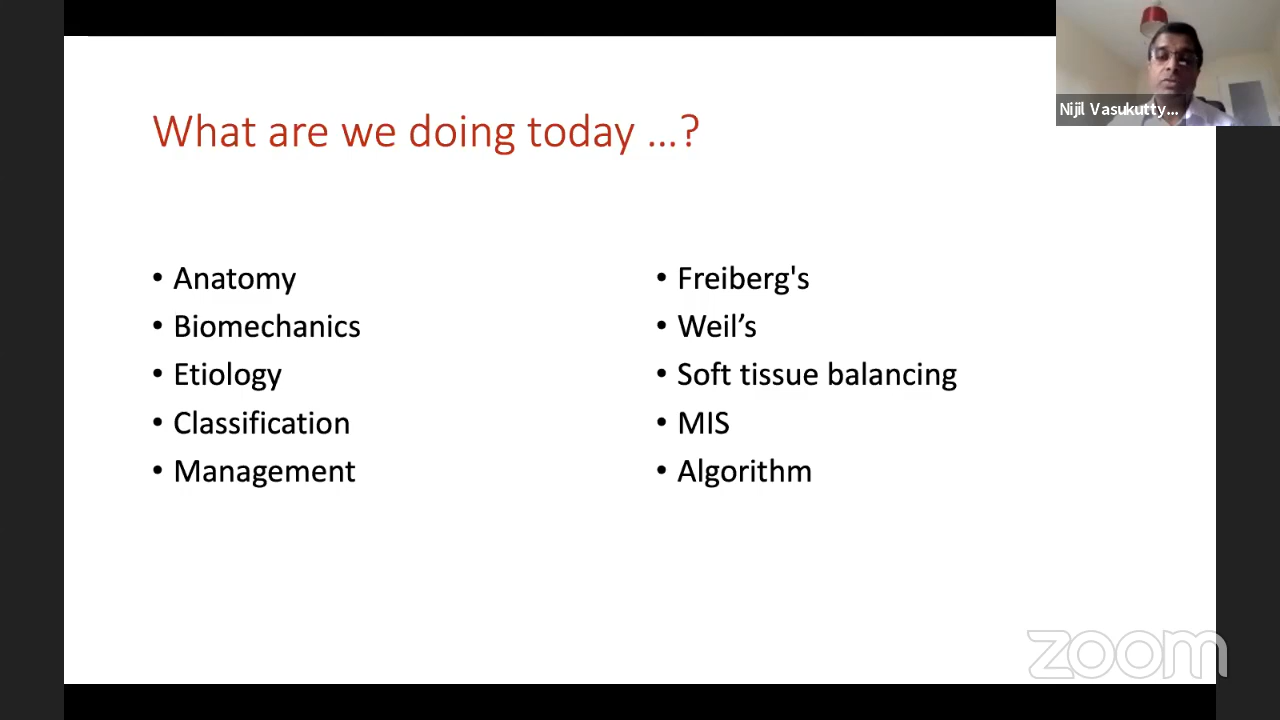 What are we doing today ...?
Nijil Vasukutty...
• Anatomy
• Biomechanics
• Etiology
• Classification
• Management
• Freiberg's
• Weil’s
• Soft tissue balancing
• MIS
• Algorithm
zoom